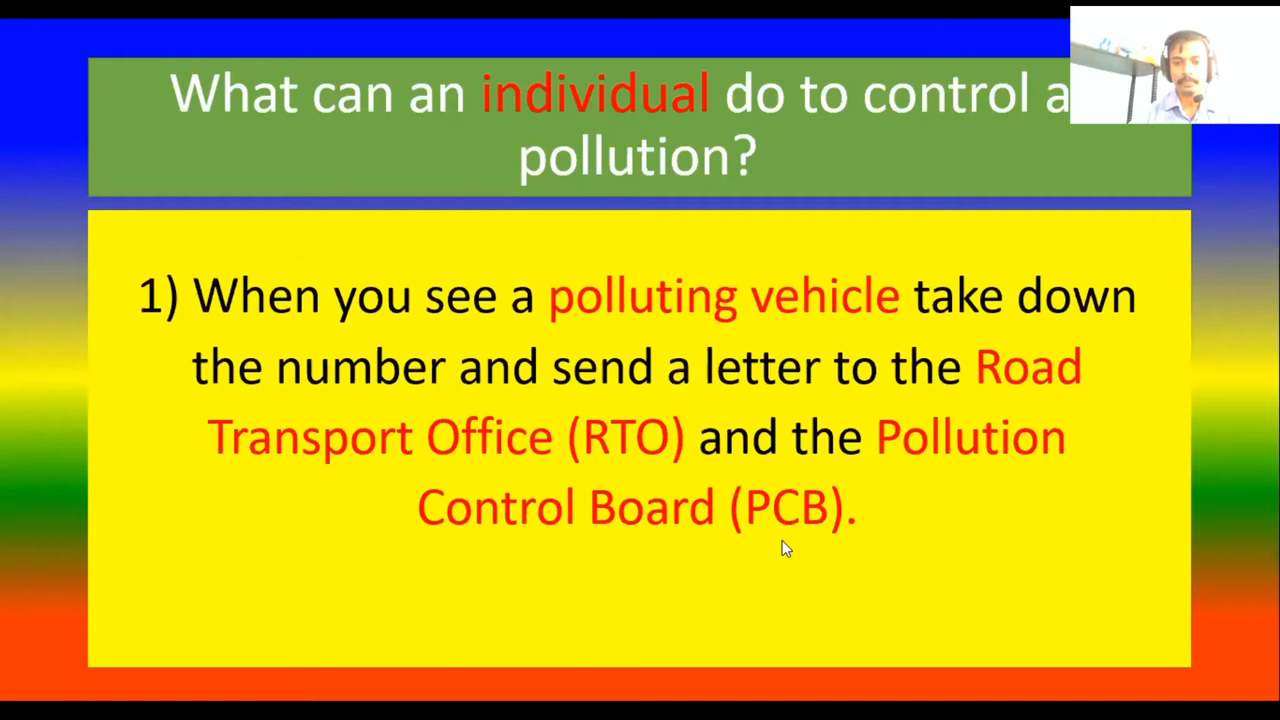 What can an individual do to control a
pollution?
1) When you see a polluting vehicle take down
the number and send a letter to the Road
Transport Office (RTO) and the Pollution
Control Board (PCB).